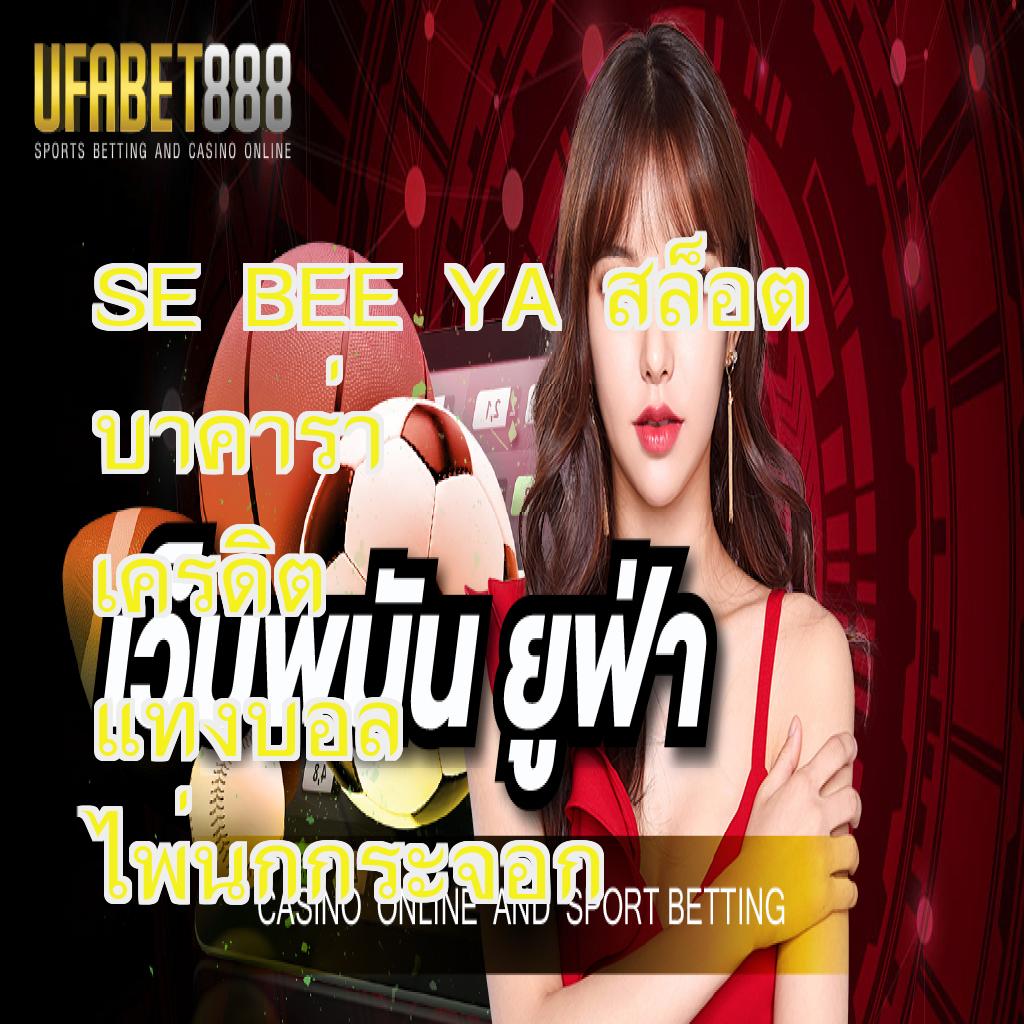 UFABET888
SPORTS BETTING AND CASINO ONLINE
SE BEE YA สล็อต
บาคาร่า
เครดิต
เว็บพนัน ยูฟ่า
แทงบอล
ไพ่นกกระจอก
CASINO ONLINE AND SPORT BETTING